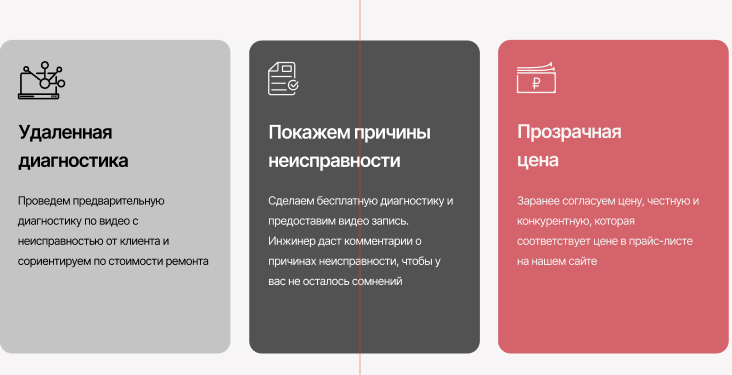 Удаленная
диагностика
Проведем предварительную
диагностику по видео с
неисправностью от клиента и
сориентируем по стоимости ремонта
Покажем причины
неисправности
Сделаем бесплатную диагностику и
предоставим видео запись.
Инжинер даст комментарии о
причинах неисправности, чтобы у
вас не осталось сомнений
₽
Прозрачная
цена
Заранее согласуем цену, честную и
конкурентную, которая
соответствует цене в прайс-листе
на нашем сайте